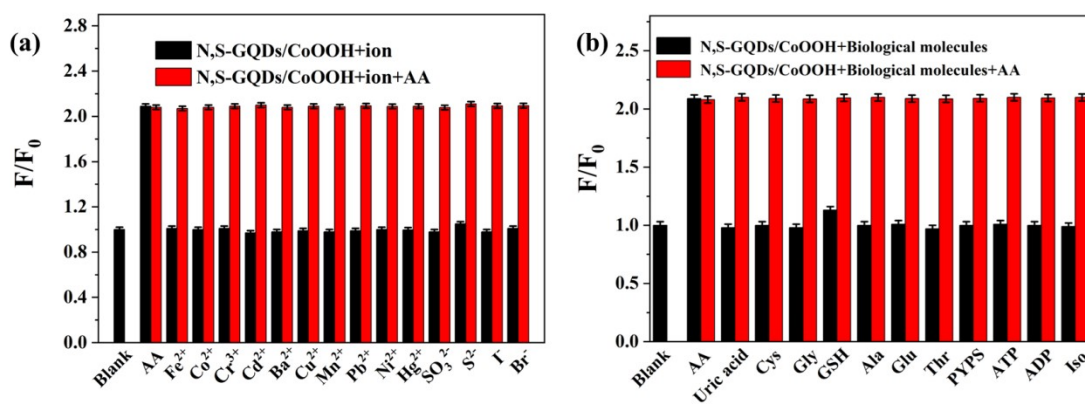 (a)
N,S-GQDs/CoOOH+ion
N,S-GQDs/CoOOH+ion+AA
F/F₀
2.8
2.4
2.0
1.6
1.2
0.8
0.4
0.0
Blank
AA
Fe²⁺
Co²⁺
Cr³⁺
Cd²⁺
Ba²⁺
Cu²⁺
Mn²⁺
Pb²⁺
Ni²⁺
Hg²⁺
SO₃²⁻
S²⁻
I⁻
Br⁻
(b)
N,S-GQDs/CoOOH+Biological molecules
N,S-GQDs/CoOOH+Biological molecules+AA
F/F₀
2.5
2.0
1.5
1.0
0.5
0.0
Blank
AA
Uric acid
Cys
Gly
GSH
Ala
Glu
Thr
PYPS
ATP
ADP
Iso